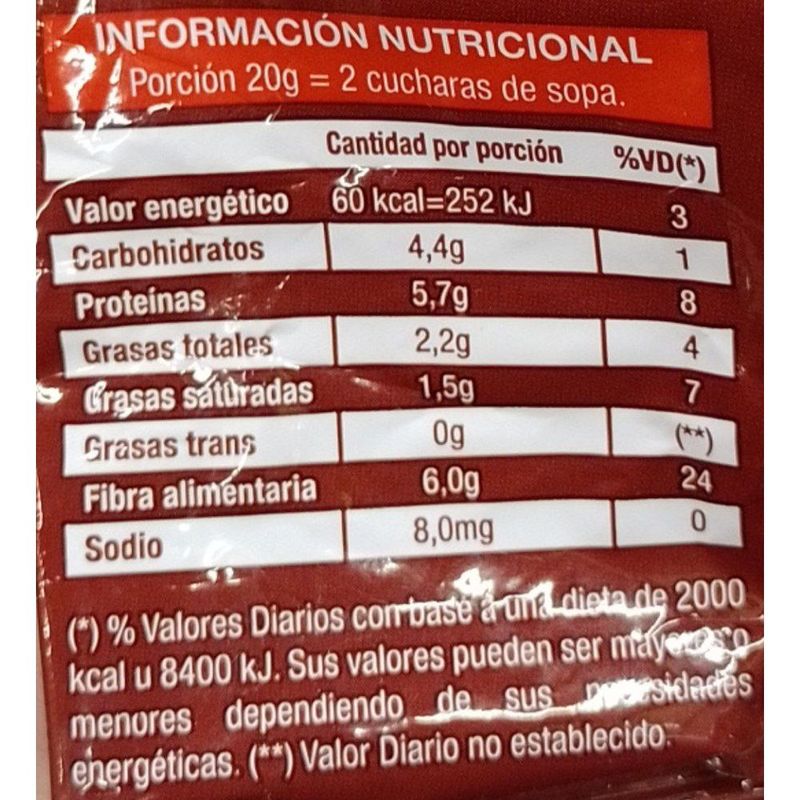 INFORMACIÓN NUTRICIONAL
Porción 20g = 2 cucharas de sopa.
Cantidad por porción %VD(*)
Valor energético 60 kcal=252 kJ 3
Carbohidratos 4,4g 1
Proteínas 5,7g 8
Grasas totales 2,2g 4
Grasas saturadas 1,5g 7
Grasas trans 0g (**)
Fibra alimentaria 6,0g 24
Sodio 8,0mg 0
(*) % Valores Diarios con base a una dieta de 2000
kcal u 8400 kJ. Sus valores pueden ser mayores o
menores dependiendo de sus necesidades
energéticas. (**) Valor Diario no establecido.